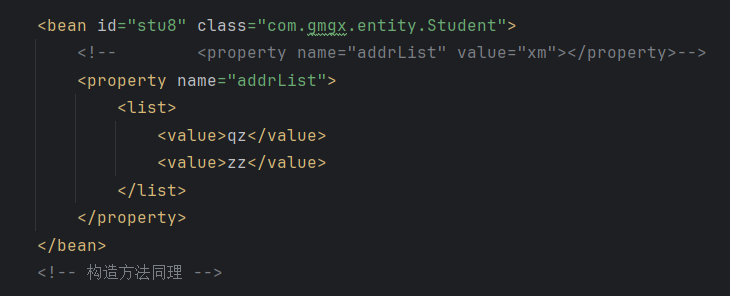 <bean id="stu8" class="com.gmgx.entity.Student">
<!--        <property name="addrList" value="xm"></property>-->
<property name="addrList">
<list>
<value>qz</value>
<value>zz</value>
</list>
</property>
</bean>
<!-- 构造方法同理 -->